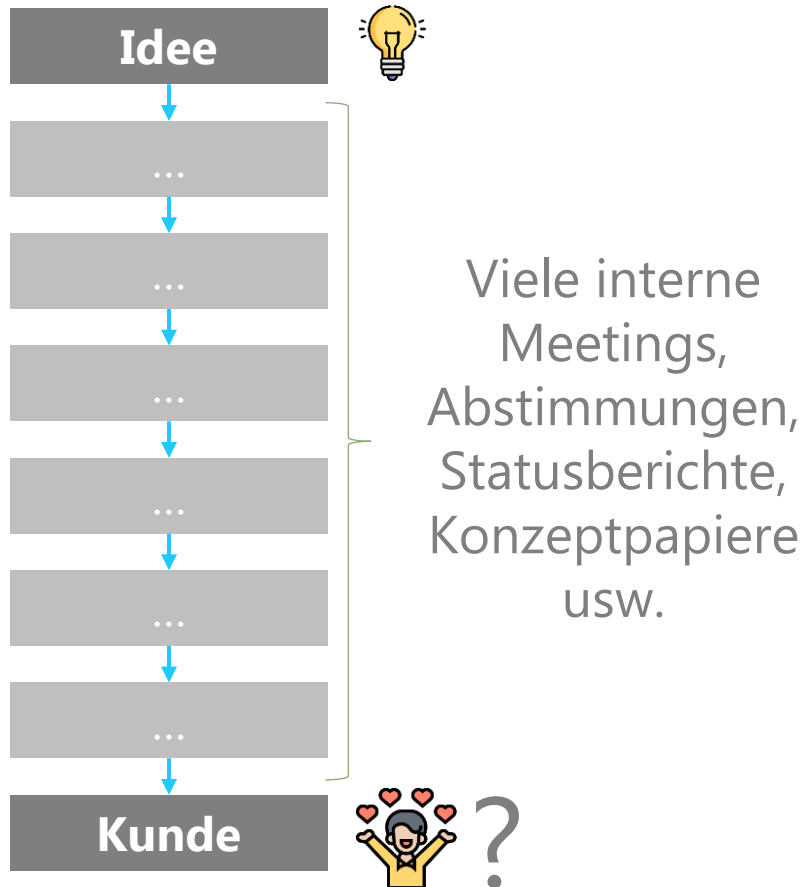 Idee
...
...
...
...
...
...
Viele interne
Meetings,
Abstimmungen,
Statusberichte,
Konzeptpapiere
usw.
Kunde
?